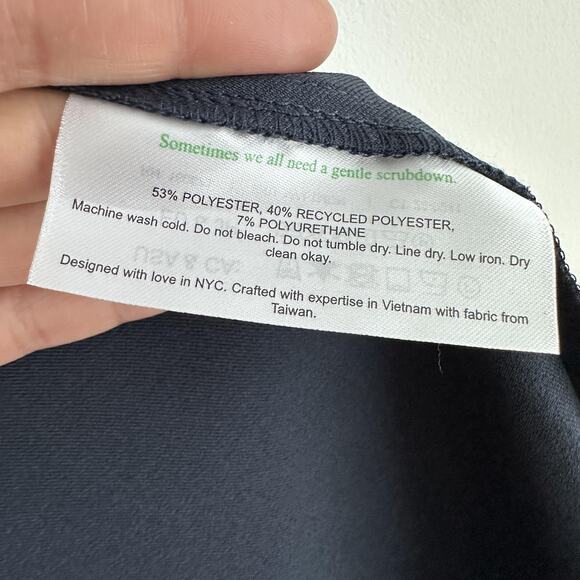 Sometimes we all need a gentle scrubdown.
53% POLYESTER, 40% RECYCLED POLYESTER,
7% POLYURETHANE
Machine wash cold. Do not bleach. Do not tumble dry. Line dry. Low iron. Dry
clean okay.
Designed with love in NYC. Crafted with expertise in Vietnam with fabric from
Taiwan.
USA & CA: